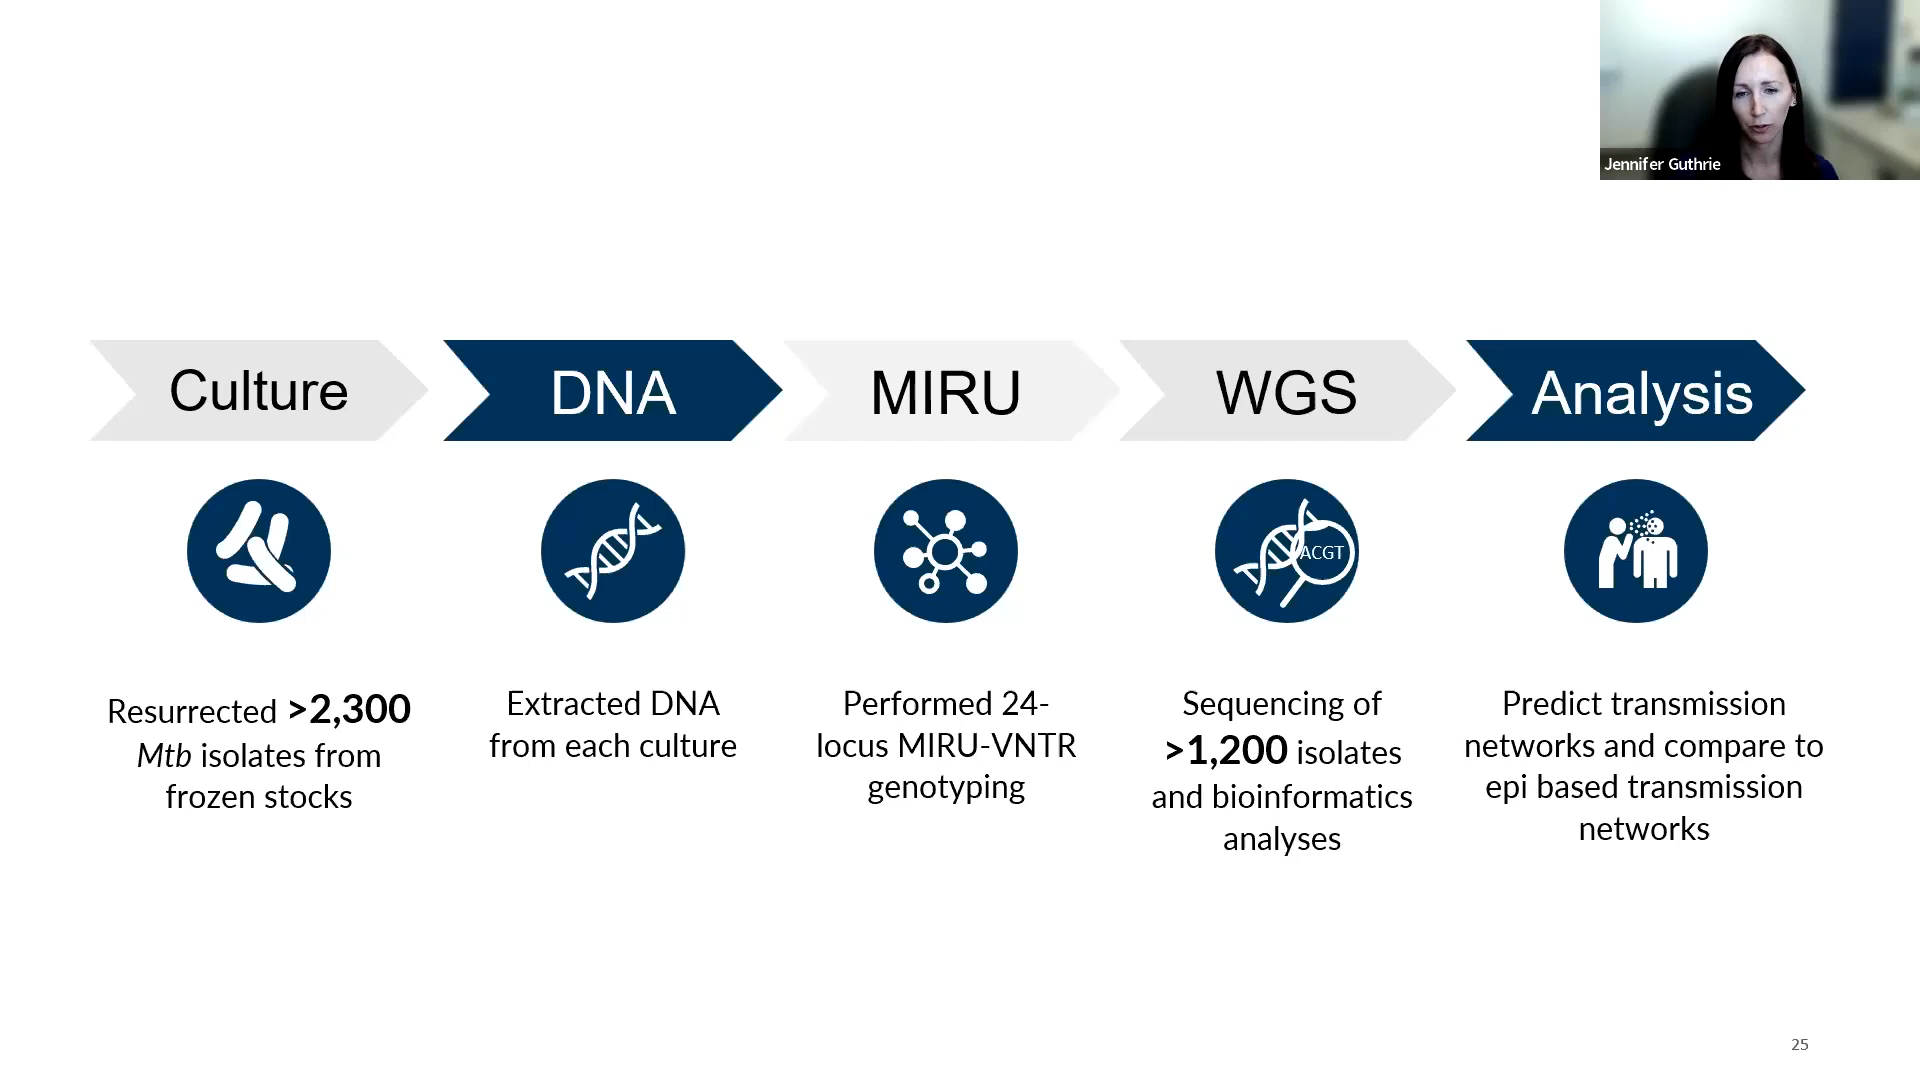 Jennifer Guthrie
Culture
DNA
MIRU
WGS
Analysis
ACGT
Resurrected >2,300
Mtb isolates from
frozen stocks
Extracted DNA
from each culture
Performed 24-
locus MIRU-VNTR
genotyping
Sequencing of
>1,200 isolates
and bioinformatics
analyses
Predict transmission
networks and compare to
epi based transmission
networks
25